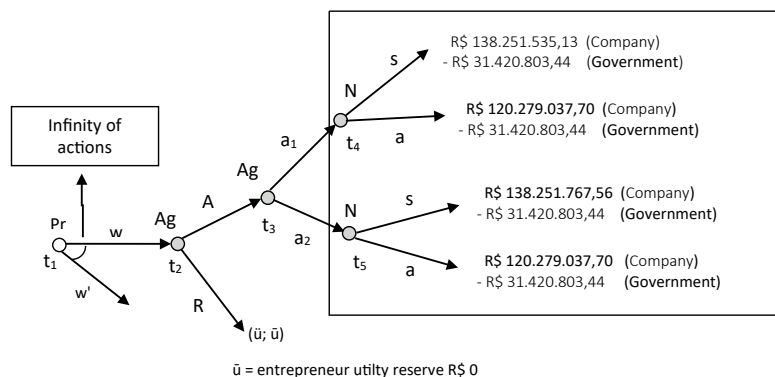 R$ 138.251.535,13 (Company)
- R$ 31.420.803,44 (Government)
s
N
R$ 120.279.037,70 (Company)
- R$ 31.420.803,44 (Government)
Infinity of
actions
a
t4
a1
Ag
A
R$ 138.251.767,56 (Company)
- R$ 31.420.803,44 (Government)
s
N
t3
a2
Pr
w
Ag
t1
t2
t5
a
R$ 120.279.037,70 (Company)
- R$ 31.420.803,44 (Government)
w'
R
(ü; ū)
ū = entrepreneur utilty reserve R$ 0